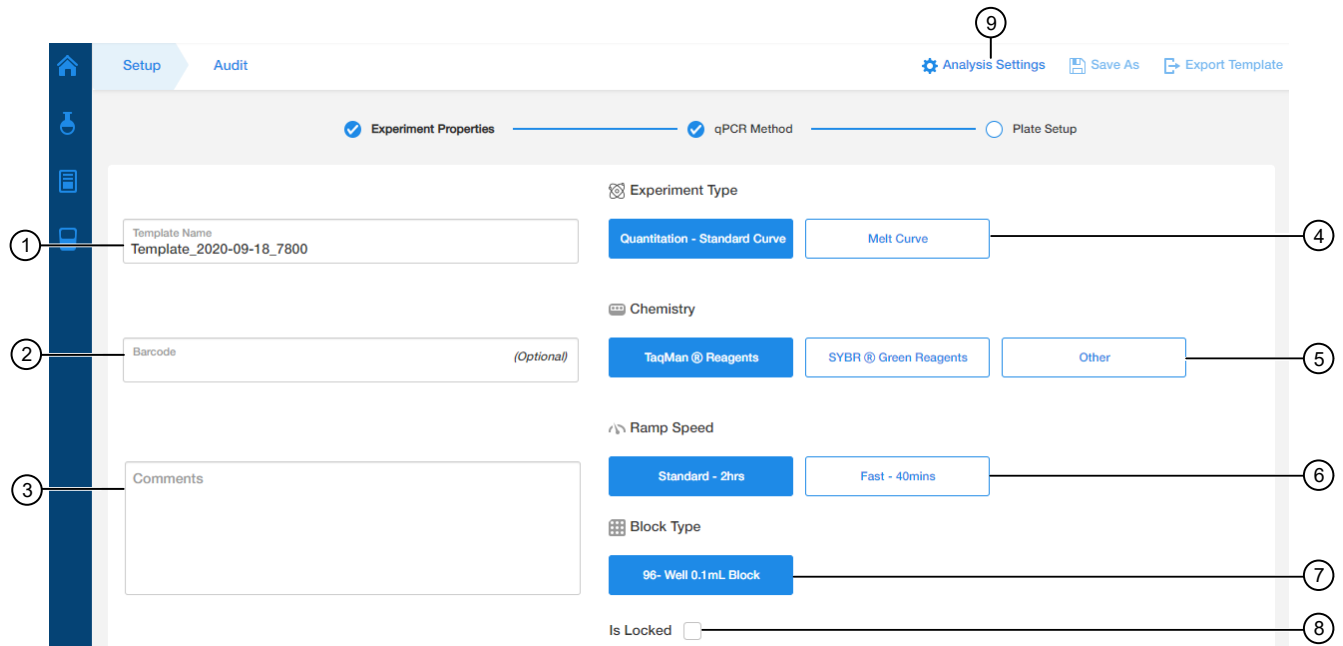 9
Setup Audit Analysis Settings Save As Export Template
Experiment Properties qPCR Method Plate Setup
Experiment Type
1
Template Name
Template_2020-09-18_7800
Quantitation - Standard Curve Melt Curve
4
Chemistry
2
Barcode
(Optional)
TaqMan ® Reagents SYBR ® Green Reagents Other
5
Ramp Speed
3
Comments
Standard - 2hrs Fast - 40mins
6
Block Type
96- Well 0.1mL Block
7
Is Locked
8